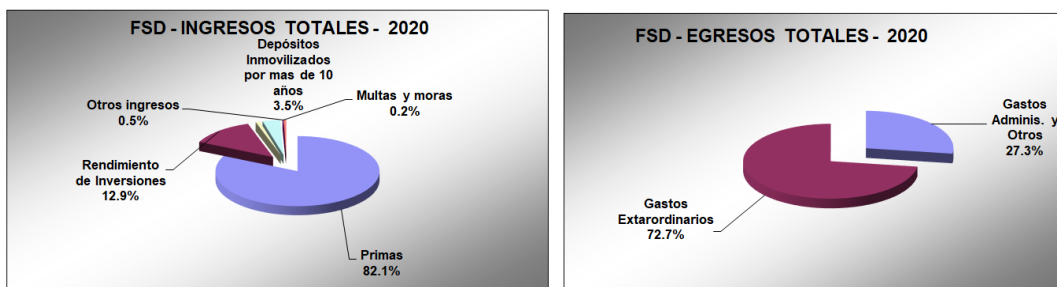 FSD - INGRESOS TOTALES - 2020
Depósitos
Inmovilizados
por mas de 10
años
3.5%
Multas y moras
0.2%
Otros ingresos
0.5%
Rendimiento
de Inversiones
12.9%
Primas
82.1%
FSD - EGRESOS TOTALES - 2020
Gastos
Adminis. y
Otros
27.3%
Gastos
Extarordinarios
72.7%